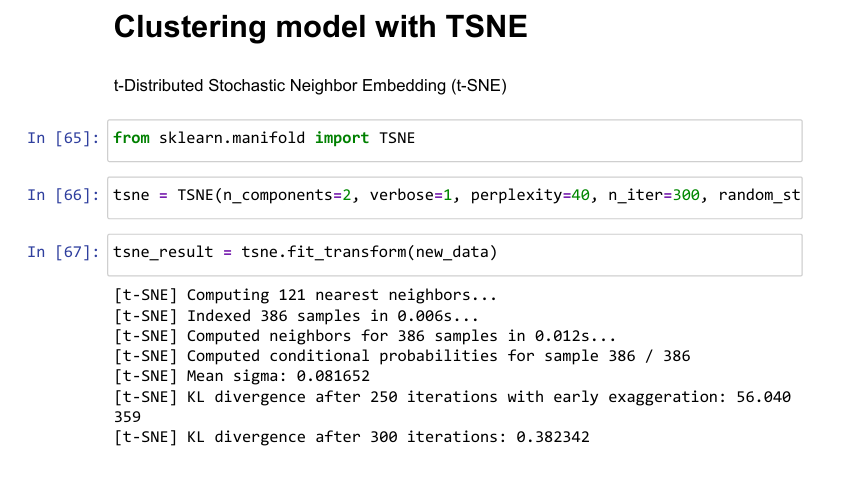 Clustering model with TSNE
t-Distributed Stochastic Neighbor Embedding (t-SNE)
In [65]: from sklearn.manifold import TSNE
In [66]: tsne = TSNE(n_components=2, verbose=1, perplexity=40, n_iter=300, random_st
In [67]: tsne_result = tsne.fit_transform(new_data)
[t-SNE] Computing 121 nearest neighbors...
[t-SNE] Indexed 386 samples in 0.006s...
[t-SNE] Computed neighbors for 386 samples in 0.012s...
[t-SNE] Computed conditional probabilities for sample 386 / 386
[t-SNE] Mean sigma: 0.081652
[t-SNE] KL divergence after 250 iterations with early exaggeration: 56.040
359
[t-SNE] KL divergence after 300 iterations: 0.382342